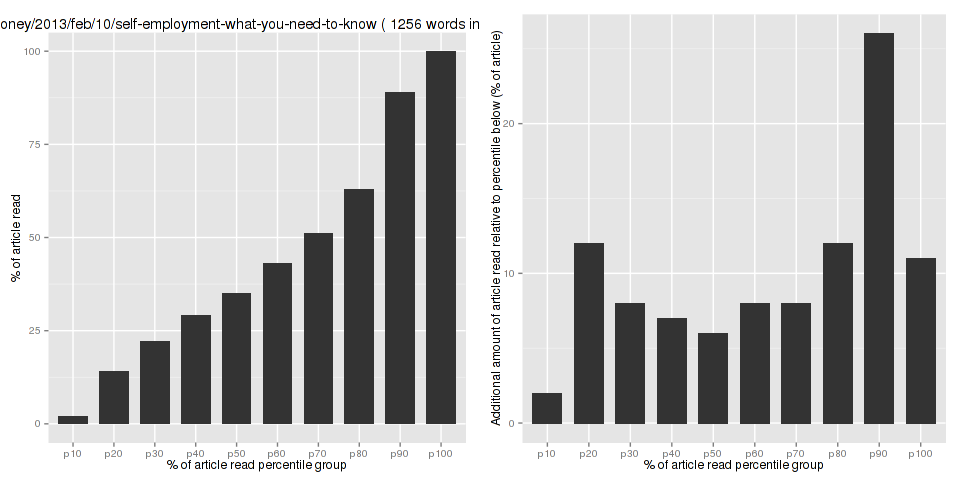 oney/2013/feb/10/self-employment-what-you-need-to-know ( 1256 words in
% of article read
100
75
50
25
0
p10 p20 p30 p40 p50 p60 p70 p80 p90 p100
% of article read percentile group
Additional amount of article read relative to percentile below (% of article)
20
10
0
p10 p20 p30 p40 p50 p60 p70 p80 p90 p100
% of article read percentile group